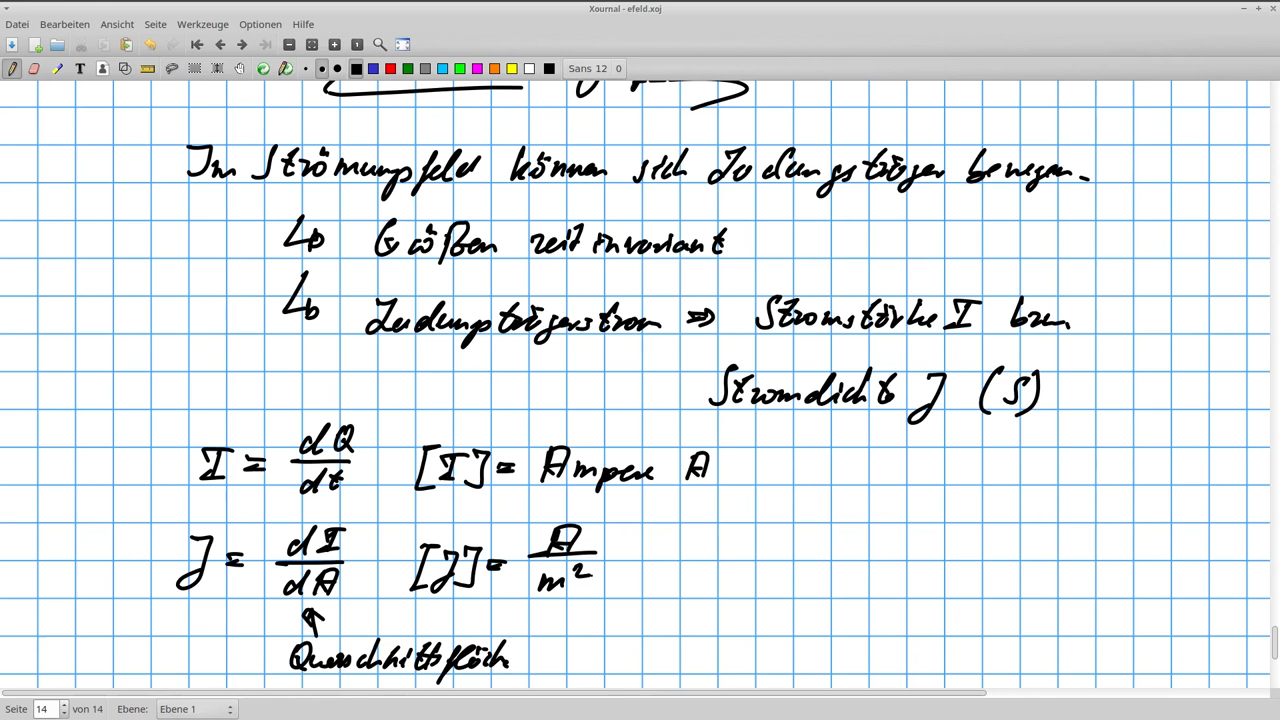 Xournal - efeld.xoj
Datei Bearbeiten Ansicht Seite Werkzeuge Optionen Hilfe
Sans 12 0
Im Strömungsfeld können sich Ladungsträger bewegen.
↳ Größen zeitinvariant
↳ Ladungsträgerstrom ⇒ Stromstärke I bzw
Stromdichte J (S)
I = dQ/dt [I] = Ampere A
J = dI/dA [J] = A/m²
↑
Querschnittsfläche
Seite 14 von 14 Ebene: Ebene 1